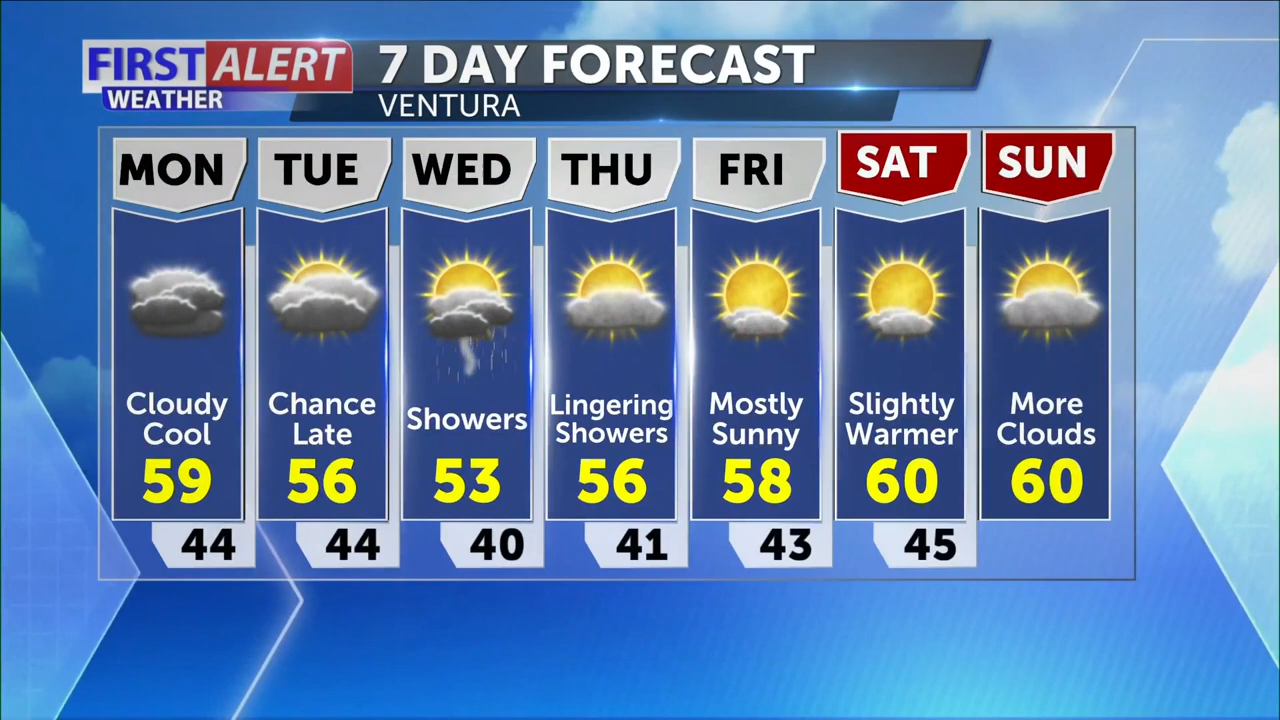 FIRST ALERT
WEATHER
7 DAY FORECAST
VENTURA
MON TUE WED THU FRI SAT SUN
Cloudy
Cool
59
44
Chance
Late
56
44
Showers
53
40
Lingering
Showers
56
41
Mostly
Sunny
58
43
Slightly
Warmer
60
45
More
Clouds
60